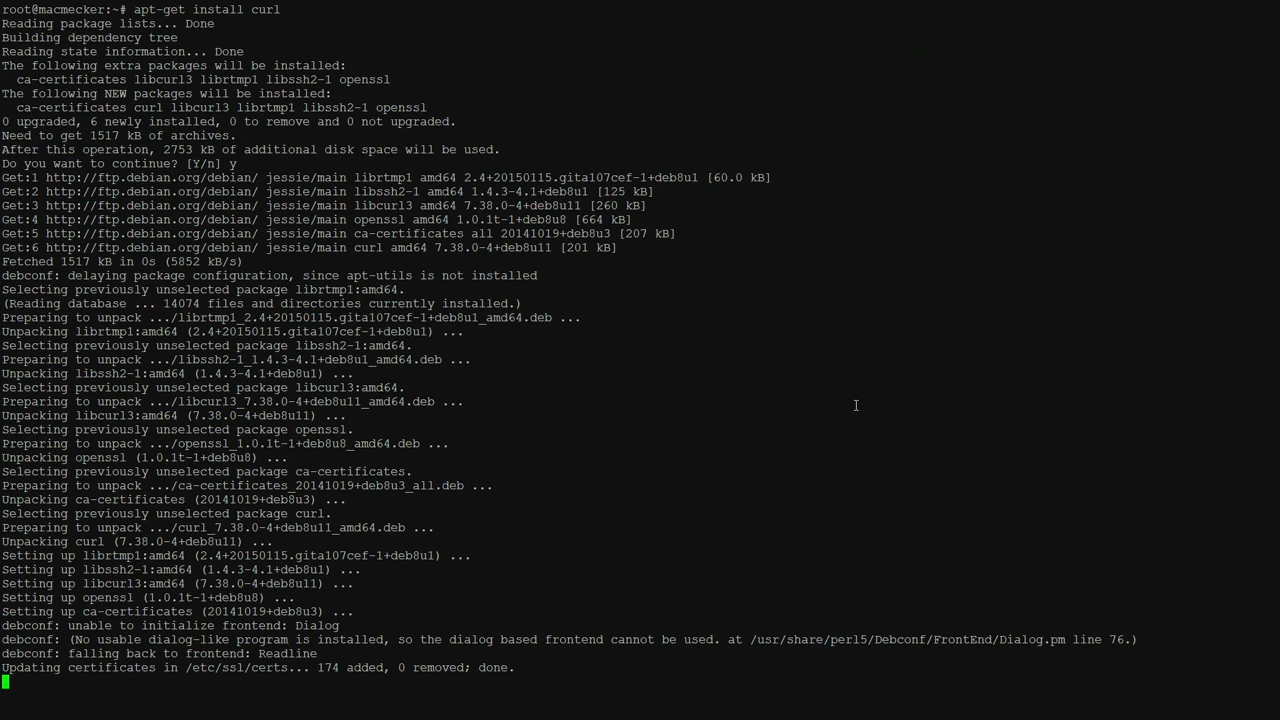 root@macmecker:~# apt-get install curl
Reading package lists... Done
Building dependency tree
Reading state information... Done
The following extra packages will be installed:
  ca-certificates libcurl3 librtmp1 libssh2-1 openssl
The following NEW packages will be installed:
  ca-certificates curl libcurl3 librtmp1 libssh2-1 openssl
0 upgraded, 6 newly installed, 0 to remove and 0 not upgraded.
Need to get 1517 kB of archives.
After this operation, 2753 kB of additional disk space will be used.
Do you want to continue? [Y/n] y
Get:1 http://ftp.debian.org/debian/ jessie/main librtmp1 amd64 2.4+20150115.gita107cef-1+deb8u1 [60.0 kB]
Get:2 http://ftp.debian.org/debian/ jessie/main libssh2-1 amd64 1.4.3-4.1+deb8u1 [125 kB]
Get:3 http://ftp.debian.org/debian/ jessie/main libcurl3 amd64 7.38.0-4+deb8u11 [260 kB]
Get:4 http://ftp.debian.org/debian/ jessie/main openssl amd64 1.0.1t-1+deb8u8 [664 kB]
Get:5 http://ftp.debian.org/debian/ jessie/main ca-certificates all 20141019+deb8u3 [207 kB]
Get:6 http://ftp.debian.org/debian/ jessie/main curl amd64 7.38.0-4+deb8u11 [201 kB]
Fetched 1517 kB in 0s (5852 kB/s)
debconf: delaying package configuration, since apt-utils is not installed
Selecting previously unselected package librtmp1:amd64.
(Reading database ... 14074 files and directories currently installed.)
Preparing to unpack .../librtmp1_2.4+20150115.gita107cef-1+deb8u1_amd64.deb ...
Unpacking librtmp1:amd64 (2.4+20150115.gita107cef-1+deb8u1) ...
Selecting previously unselected package libssh2-1:amd64.
Preparing to unpack .../libssh2-1_1.4.3-4.1+deb8u1_amd64.deb ...
Unpacking libssh2-1:amd64 (1.4.3-4.1+deb8u1) ...
Selecting previously unselected package libcurl3:amd64.
Preparing to unpack .../libcurl3_7.38.0-4+deb8u11_amd64.deb ...
Unpacking libcurl3:amd64 (7.38.0-4+deb8u11) ...
Selecting previously unselected package openssl.
Preparing to unpack .../openssl_1.0.1t-1+deb8u8_amd64.deb ...
Unpacking openssl (1.0.1t-1+deb8u8) ...
Selecting previously unselected package ca-certificates.
Preparing to unpack .../ca-certificates_20141019+deb8u3_all.deb ...
Unpacking ca-certificates (20141019+deb8u3) ...
Selecting previously unselected package curl.
Preparing to unpack .../curl_7.38.0-4+deb8u11_amd64.deb ...
Unpacking curl (7.38.0-4+deb8u11) ...
Setting up librtmp1:amd64 (2.4+20150115.gita107cef-1+deb8u1) ...
Setting up libssh2-1:amd64 (1.4.3-4.1+deb8u1) ...
Setting up libcurl3:amd64 (7.38.0-4+deb8u11) ...
Setting up openssl (1.0.1t-1+deb8u8) ...
Setting up ca-certificates (20141019+deb8u3) ...
debconf: unable to initialize frontend: Dialog
debconf: (No usable dialog-like program is installed, so the dialog based frontend cannot be used. at /usr/share/perl5/Debconf/FrontEnd/Dialog.pm line 76.)
debconf: falling back to frontend: Readline
Updating certificates in /etc/ssl/certs... 174 added, 0 removed; done.